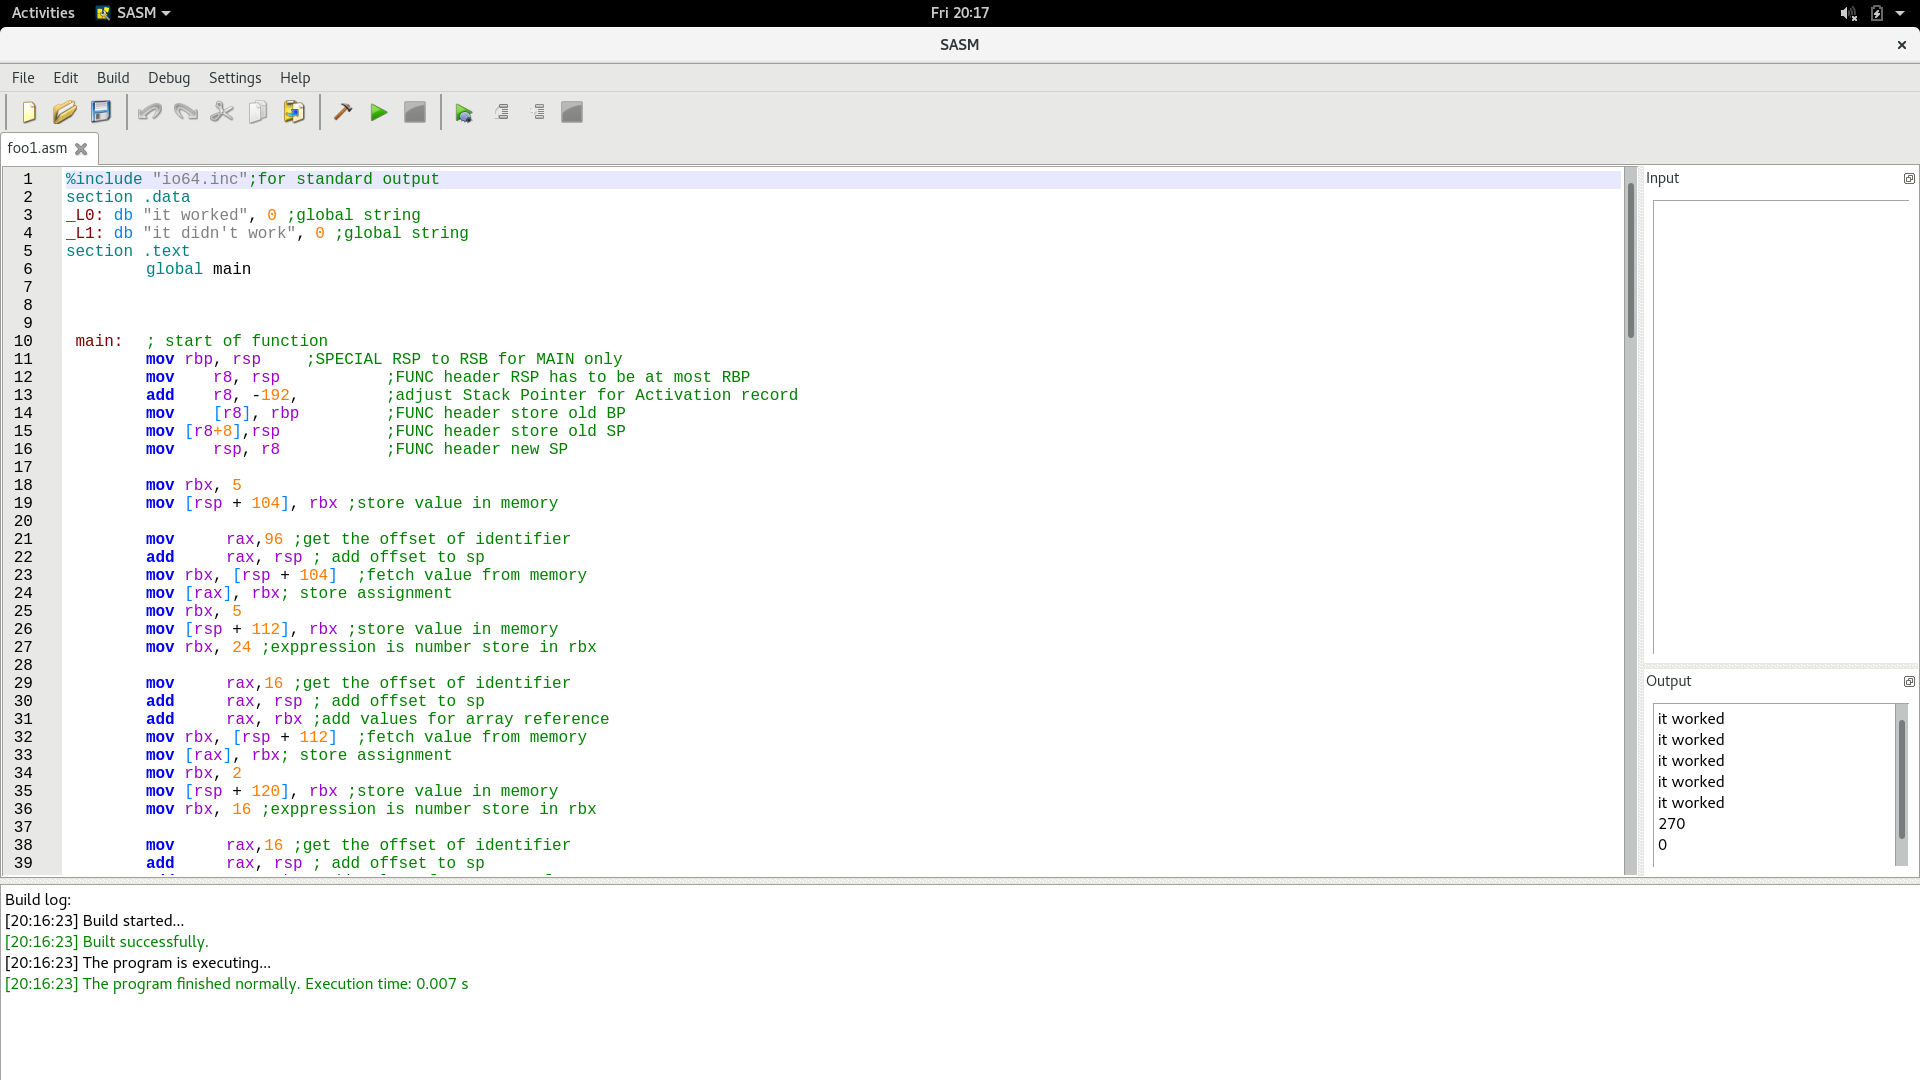 Activities SASM Fri 20:17
SASM
File Edit Build Debug Settings Help
foo1.asm
1 %include "io64.inc";for standard output
2 section .data
3 _L0: db "it worked", 0 ;global string
4 _L1: db "it didn't work", 0 ;global string
5 section .text
6 global main
7
8
9
10 main: ; start of function
11 mov rbp, rsp ;SPECIAL RSP to RSB for MAIN only
12 mov r8, rsp ;FUNC header RSP has to be at most RBP
13 add r8, -192, ;adjust Stack Pointer for Activation record
14 mov [r8], rbp ;FUNC header store old BP
15 mov [r8+8],rsp ;FUNC header store old SP
16 mov rsp, r8 ;FUNC header new SP
17
18 mov rbx, 5
19 mov [rsp + 104], rbx ;store value in memory
20
21 mov rax,96 ;get the offset of identifier
22 add rax, rsp ; add offset to sp
23 mov rbx, [rsp + 104] ;fetch value from memory
24 mov [rax], rbx; store assignment
25 mov rbx, 5
26 mov [rsp + 112], rbx ;store value in memory
27 mov rbx, 24 ;exppression is number store in rbx
28
29 mov rax,16 ;get the offset of identifier
30 add rax, rsp ; add offset to sp
31 add rax, rbx ;add values for array reference
32 mov rbx, [rsp + 112] ;fetch value from memory
33 mov [rax], rbx; store assignment
34 mov rbx, 2
35 mov [rsp + 120], rbx ;store value in memory
36 mov rbx, 16 ;exppression is number store in rbx
37
38 mov rax,16 ;get the offset of identifier
39 add rax, rsp ; add offset to sp
Input
Output
it worked
it worked
it worked
it worked
it worked
270
0
Build log:
[20:16:23] Build started...
[20:16:23] Built successfully.
[20:16:23] The program is executing...
[20:16:23] The program finished normally. Execution time: 0.007 s